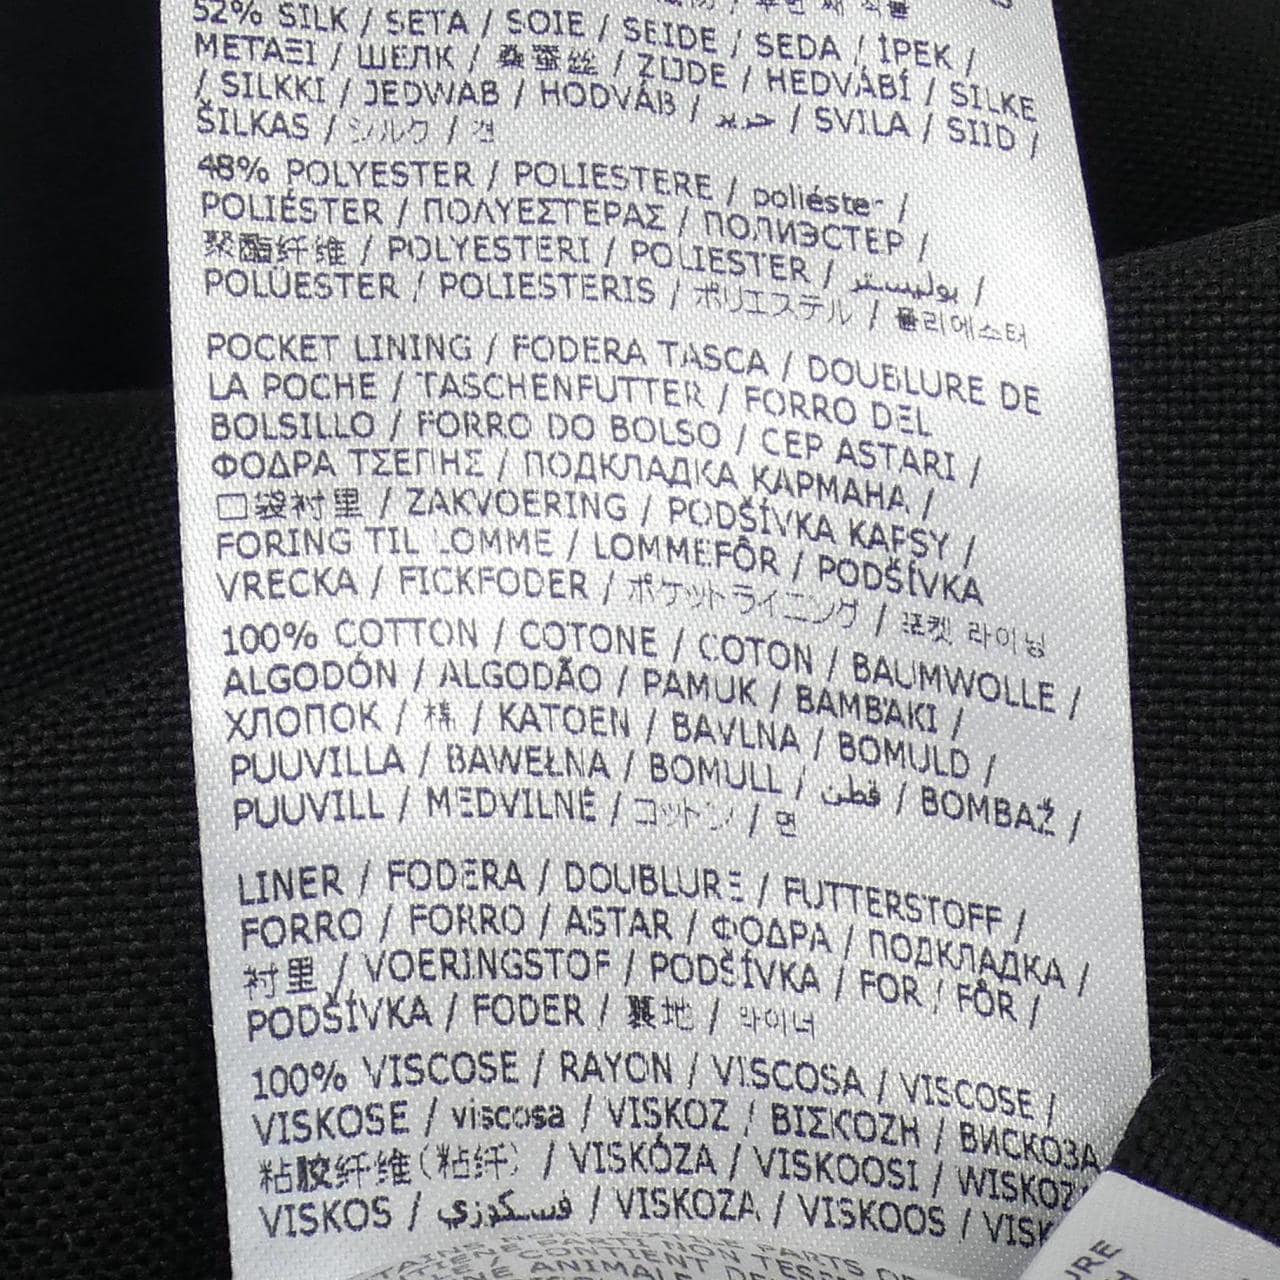 52% SILK / SETA / SOIE / SEIDE / SEDA / İPEK /
ΜΕΤΑΞΙ / ШЕЛК / 桑蚕丝 / ZIJDE / HEDVÁBÍ / SILKE
/ SILKKI / JEDWAB / HODVÁB / حرير / SVILA / SIID /
ŠILKAS / シルク / 견
48% POLYESTER / POLIESTERE / poliéster /
POLIÉSTER / ΠΟΛΥΕΣΤΕΡΑΣ / ПОЛИЭСТЕР /
聚酯纤维 / POLYESTERI / POLIESTER / بوليستر /
POLÜESTER / POLIESTERIS / ポリエステル / 폴리에스터
POCKET LINING / FODERA TASCA / DOUBLURE DE
LA POCHE / TASCHENFUTTER / FORRO DEL
BOLSILLO / FORRO DO BOLSO / CEP ASTARI /
ΦΟΔΡΑ ΤΣΕΠΗΣ / ПОДКЛАДКА КАРМАНА /
口袋衬里 / ZAKVOERING / PODŠÍVKA KAPSY /
FORING TIL LOMME / LOMMEFÔR / PODŠÍVKA
VRECKA / FICKFODER / ポケットライニング / 포켓 라이닝
100% COTTON / COTONE / COTON / BAUMWOLLE /
ALGODÓN / ALGODÃO / PAMUK / ΒΑΜΒΑΚΙ /
ХЛОПОК / 棉 / KATOEN / BAVLNA / BOMULD /
PUUVILLA / BAWEŁNA / BOMULL / قطن / BOMBAŽ /
PUUVILL / MEDVILNĖ / コットン / 면
LINER / FODERA / DOUBLURE / FUTTERSTOFF /
FORRO / FORRO / ASTAR / ΦΟΔΡΑ / ПОДКЛАДКА /
衬里 / VOERINGSTOF / PODŠÍVKA / FOR / FÔR /
PODŠÍVKA / FODER / 裏地 / 라이너
100% VISCOSE / RAYON / VISCOSA / VISCOSE /
VISKOSE / viscosa / VISKOZ / ΒΙΣΚΟΖΗ / ВИСКОЗА
粘胶纤维（粘纤） / VISKÓZA / VISKOOSI / WISKOZ
VISKOS / فسكوزي / VISKOZA / VISKOOS / VISK